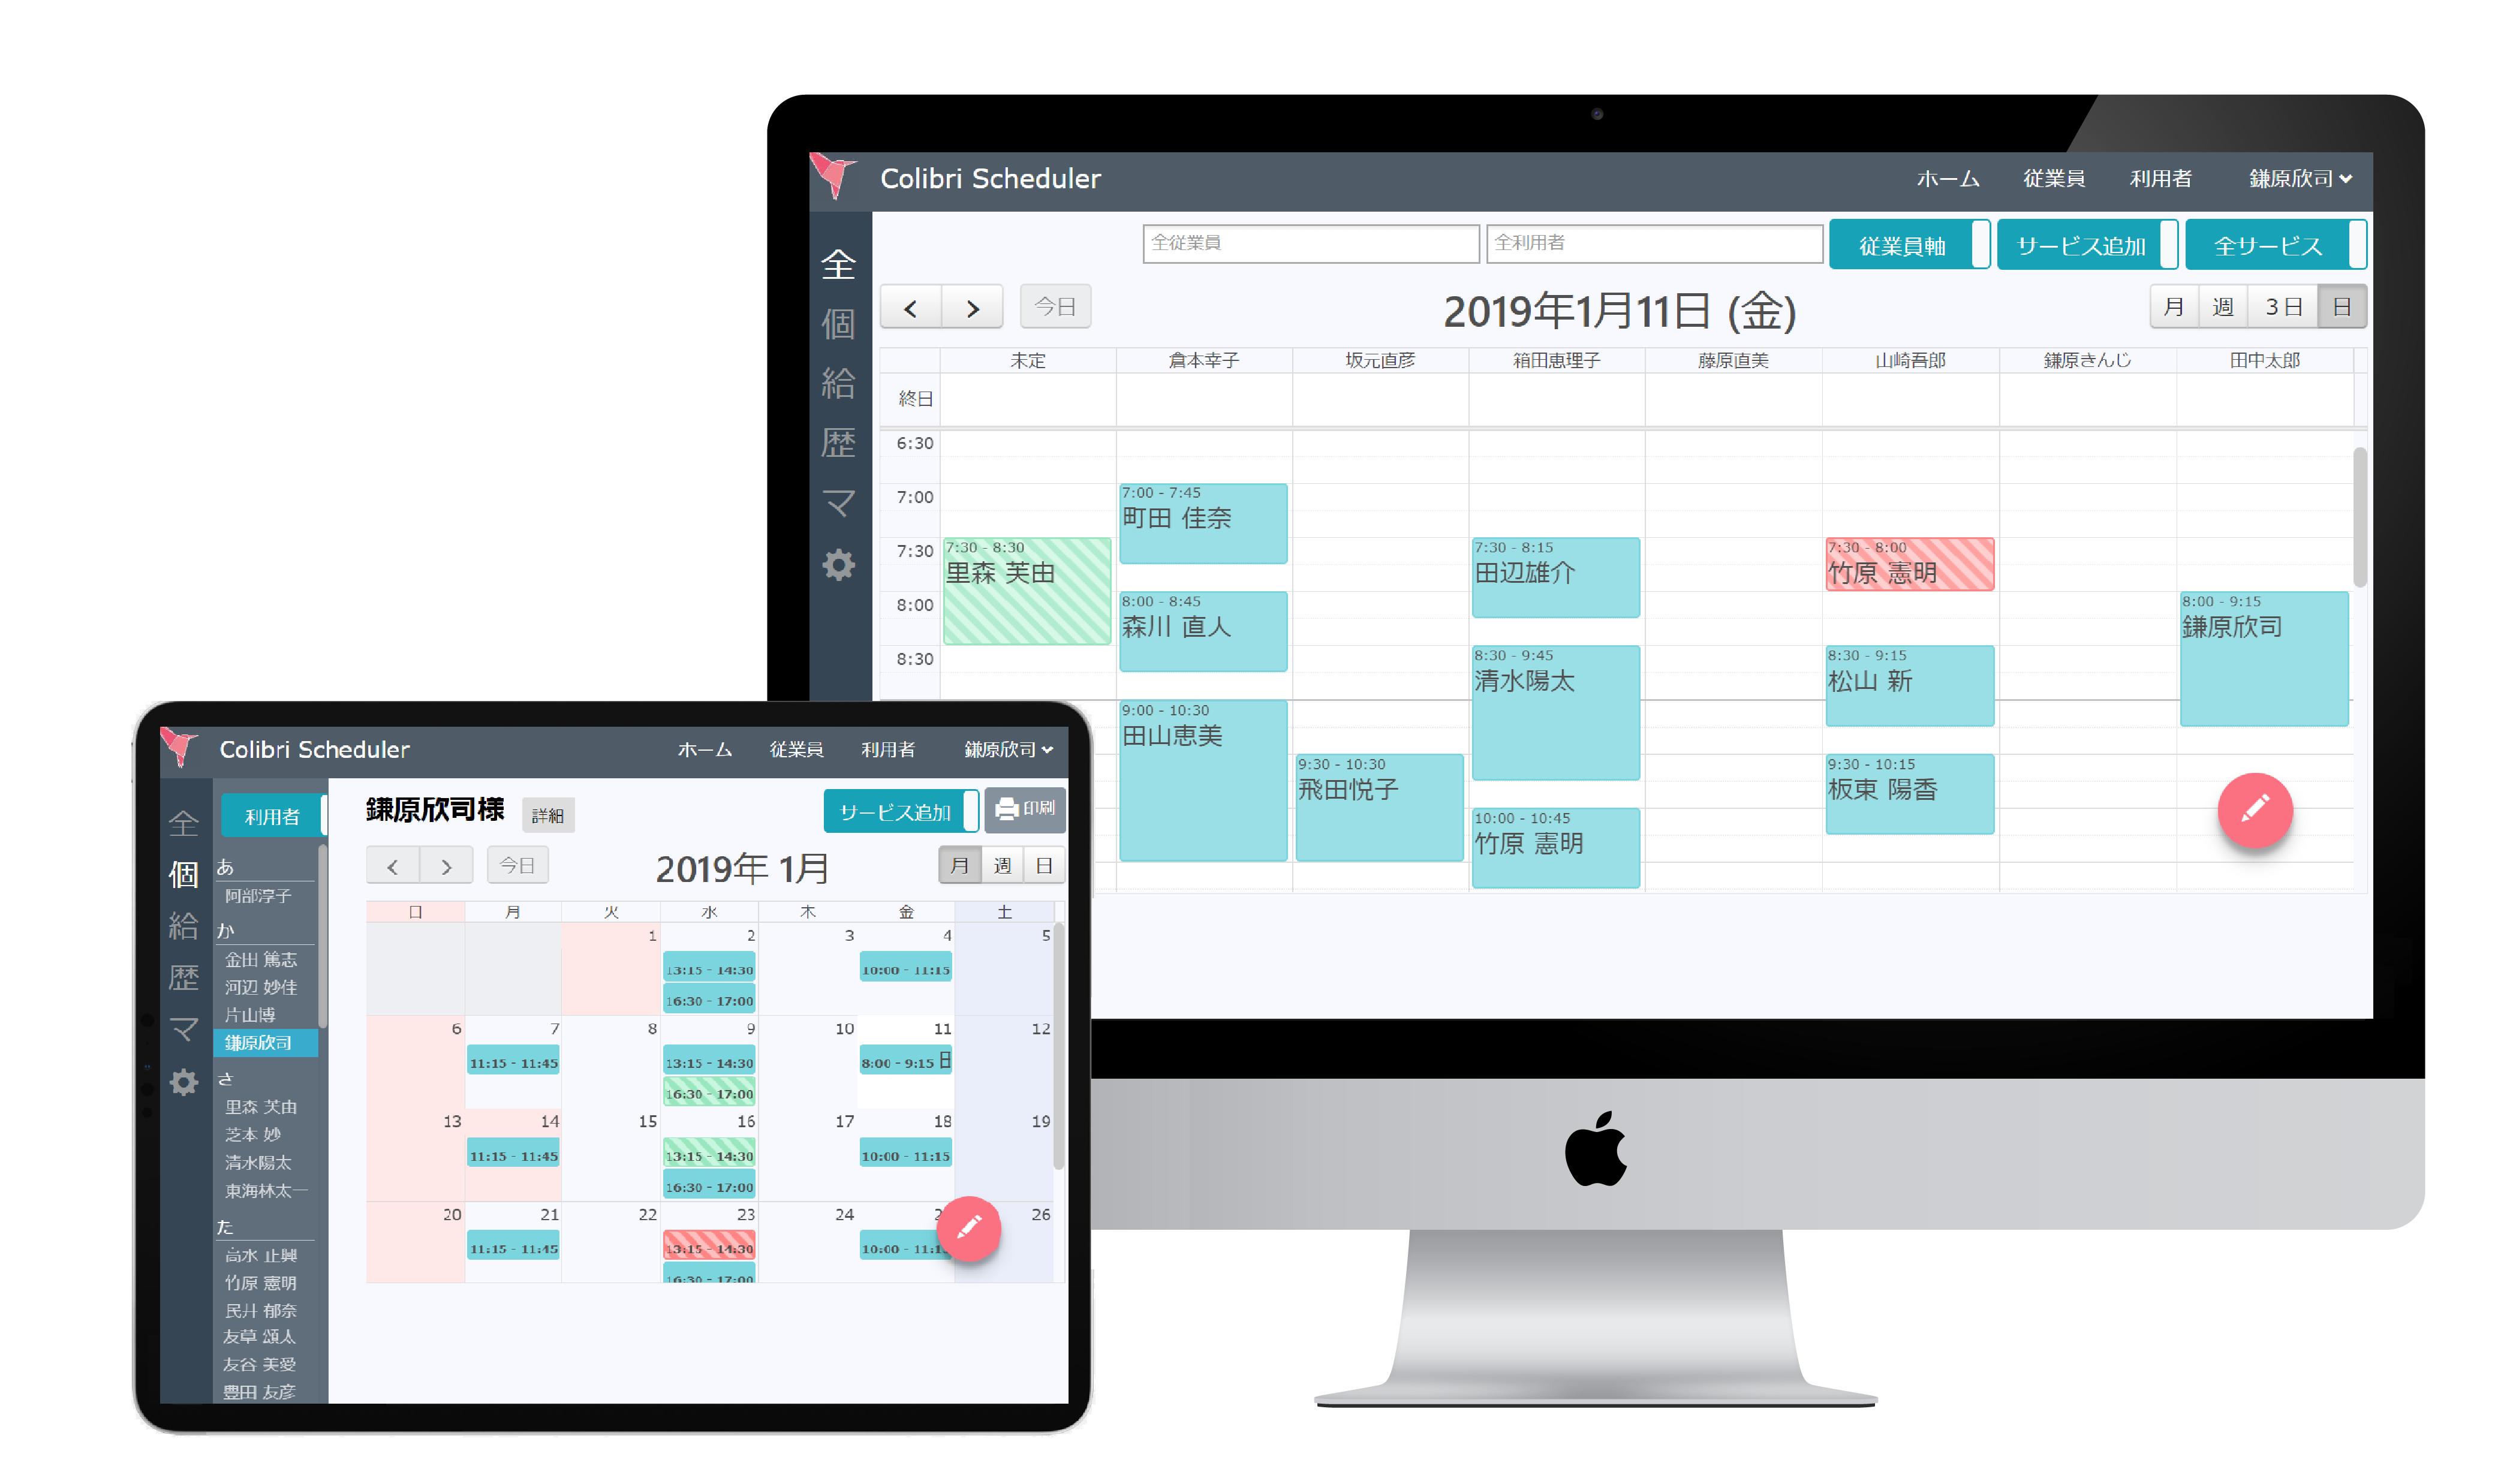 Colibri Scheduler
ホーム 従業員 利用者 鎌原欣司
全従業員 全利用者 従業員軸 サービス追加 全サービス
全
個
給
歴
マ
今日 2019年1月11日 (金) 月 週 3日 日
未定 倉本幸子 坂元直彦 箱田恵理子 藤原直美 山崎吾郎 鎌原きんじ 田中太郎
終日
6:30
7:00
7:30
8:00
8:30
7:30 - 8:30
里森 芙由
7:00 - 7:45
町田 佳奈
8:00 - 8:45
森川 直人
9:00 - 10:30
田山恵美
9:30 - 10:30
飛田悦子
7:30 - 8:15
田辺雄介
8:30 - 9:45
清水陽太
10:00 - 10:45
竹原 憲明
7:30 - 8:00
竹原 憲明
8:30 - 9:15
松山 新
9:30 - 10:15
板東 陽香
8:00 - 9:15
鎌原欣司
Colibri Scheduler
ホーム 従業員 利用者 鎌原欣司
全
個
給
歴
マ
利用者
あ
阿部淳子
か
金田 篤志
河辺 妙佳
片山博
鎌原欣司
さ
里森 芙由
芝本 妙
清水陽太
東海林太一
た
高水 正興
竹原 憲明
民井 郁奈
友草 頌太
友谷 美愛
豊田 友彦
鎌原欣司様 詳細 サービス追加 印刷
今日 2019年 1月 月 週 日
日 月 火 水 木 金 土
1 2 3 4 5
13:15 - 14:30 10:00 - 11:15
16:30 - 17:00
6 7 8 9 10 11 12
11:15 - 11:45 13:15 - 14:30 8:00 - 9:15 日
16:30 - 17:00
13 14 15 16 17 18 19
11:15 - 11:45 13:15 - 14:30 10:00 - 11:15
16:30 - 17:00
20 21 22 23 24 26
11:15 - 11:45 13:15 - 14:30 10:00 - 11:1
16:30 - 17:00